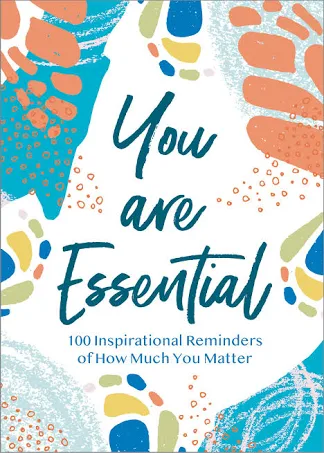 You
are
Essential
100 Inspirational Reminders
of How Much You Matter